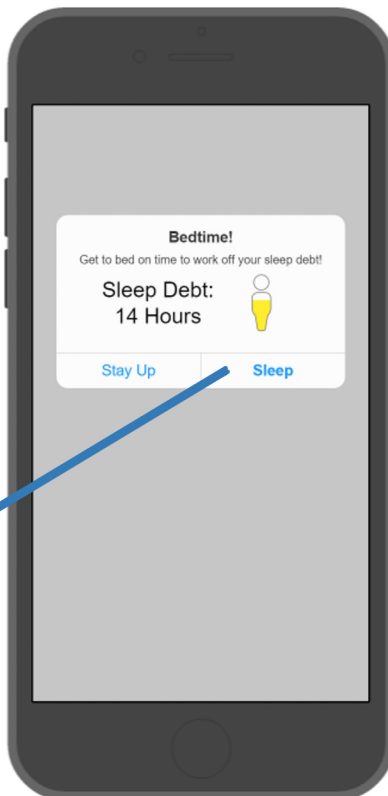 Bedtime!
Get to bed on time to work off your sleep debt!
Sleep Debt:
14 Hours
Stay Up
Sleep